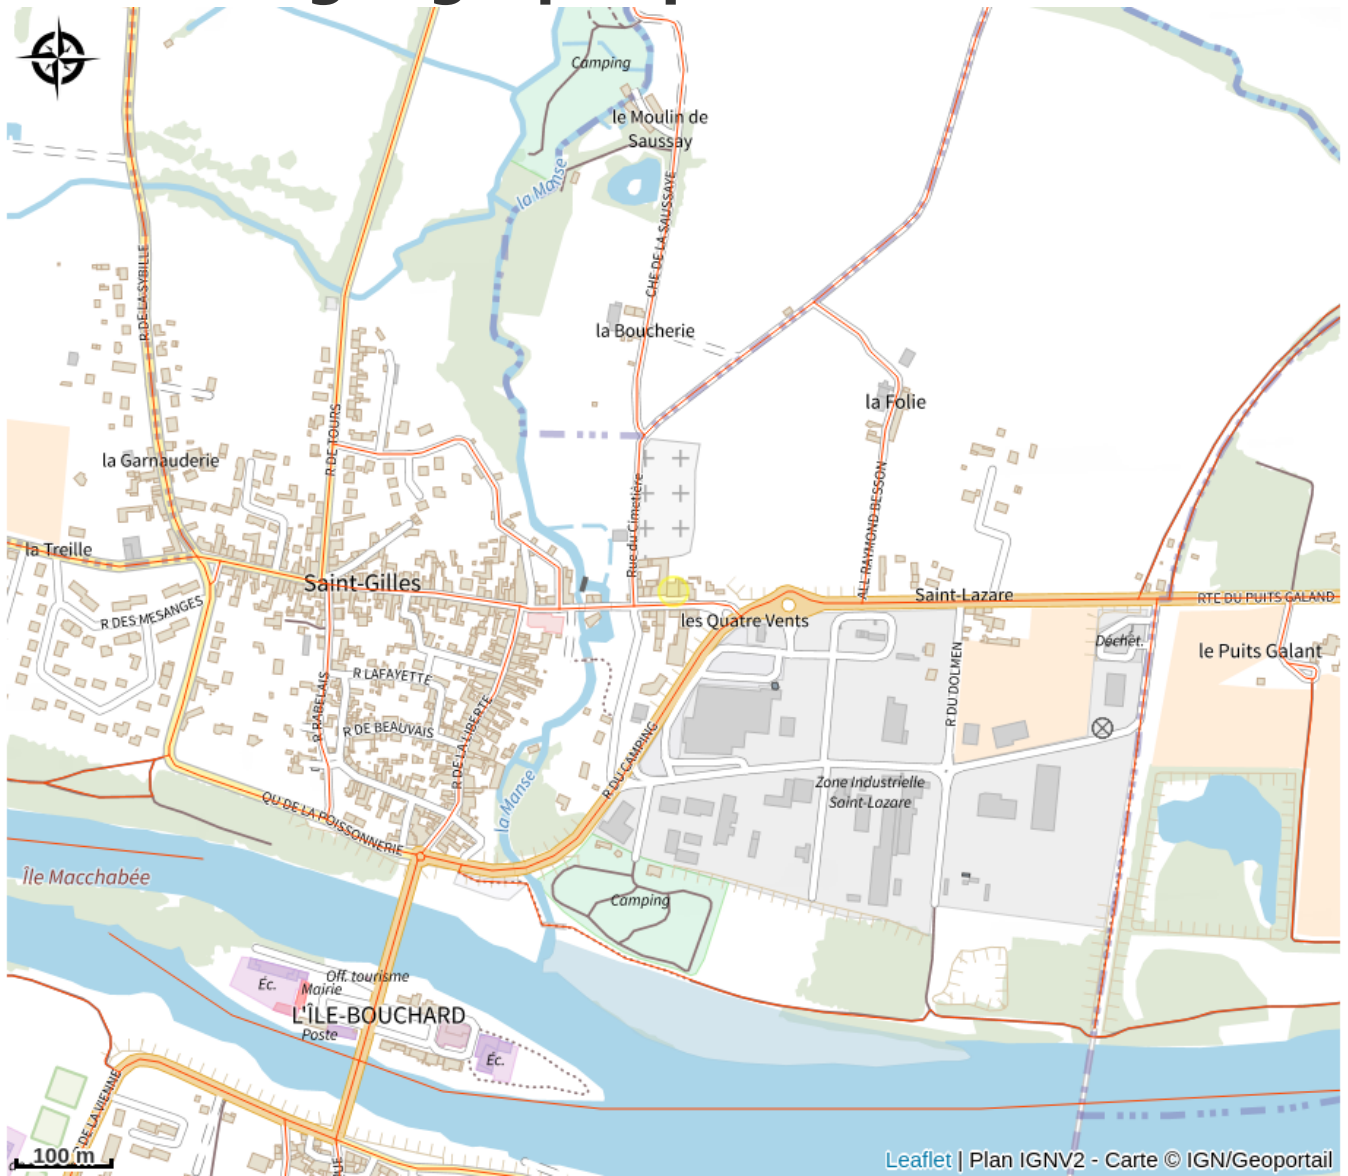 Camping
le Moulin de
Saussay
la Manse
CHE DE LA SAUSSAYE
R DE LA SYBILLE
la Boucherie
la Folie
R DE TOURS
la Garnauderie
ALL RAYMOND BESSON
Rue du Cimetière
la Treille
Saint-Gilles
Saint-Lazare
RTE DU PUITS GALAND
R DES MESANGES
les Quatre Vents
Déchet.
le Puits Galant
R LAFAYETTE
R DU DOLMEN
R RABELAIS
R DE BEAUVAIS
R DE LA LIBERTE
R DU CAMPING
la Manse
Zone Industrielle
Saint-Lazare
QU DE LA POISSONNERIE
Île Macchabée
Camping
Off. tourisme
Éc.
Mairie
L'ÎLE-BOUCHARD
Poste
Éc.
DE LA VIENNE
100 m
Leaflet | Plan IGNV2 - Carte © IGN/Geoportail